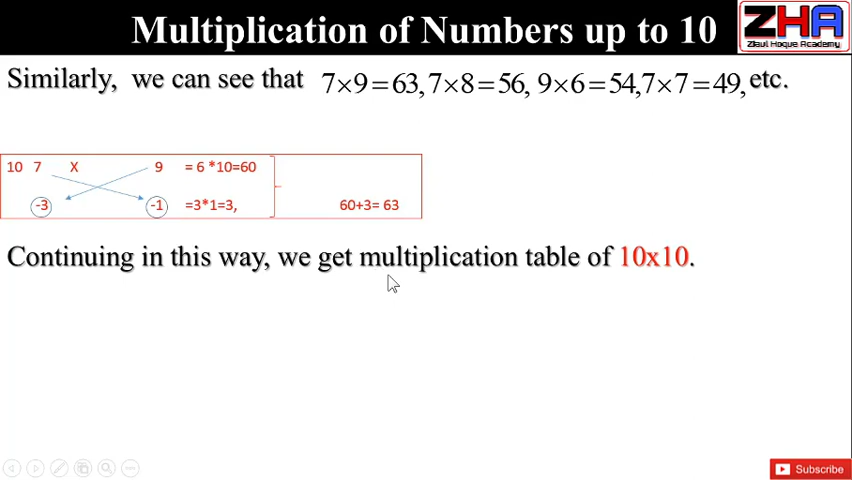 Multiplication of Numbers up to 10
ZHA
Ziaul Hoque Academy
Similarly, we can see that 7×9=63,7×8=56, 9×6=54,7×7=49, etc.
10 7 X 9 = 6 *10=60
-3 -1 =3*1=3, 60+3= 63
Continuing in this way, we get multiplication table of 10x10.
Subscribe